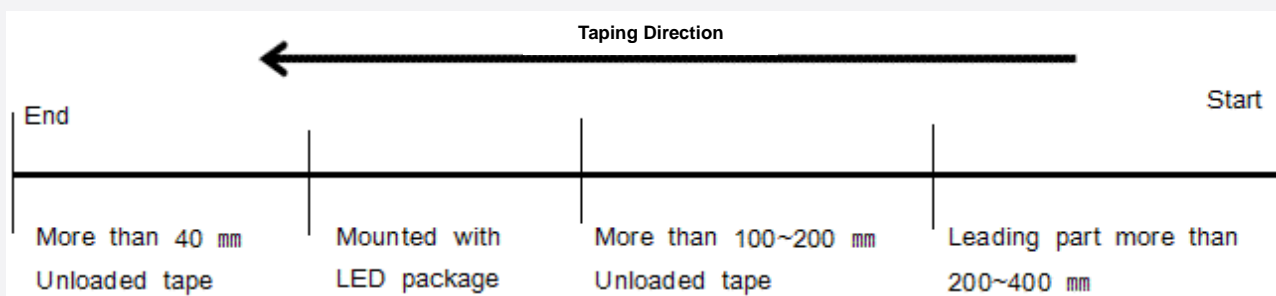 Taping Direction
End
Start
More than 40 ㎜
Unloaded tape
Mounted with
LED package
More than 100~200 ㎜
Unloaded tape
Leading part more than
200~400 ㎜